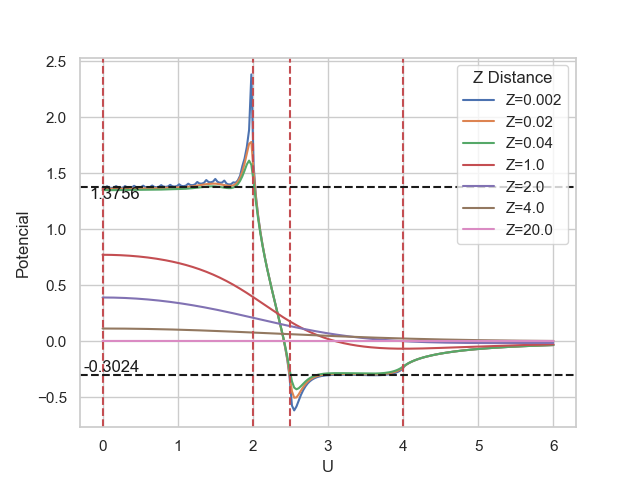 2.5
2.0
1.5
1.0
0.5
0.0
−0.5
Potencial
1.3756
-0.3024
Z Distance
Z=0.002
Z=0.02
Z=0.04
Z=1.0
Z=2.0
Z=4.0
Z=20.0
0 1 2 3 4 5 6
U